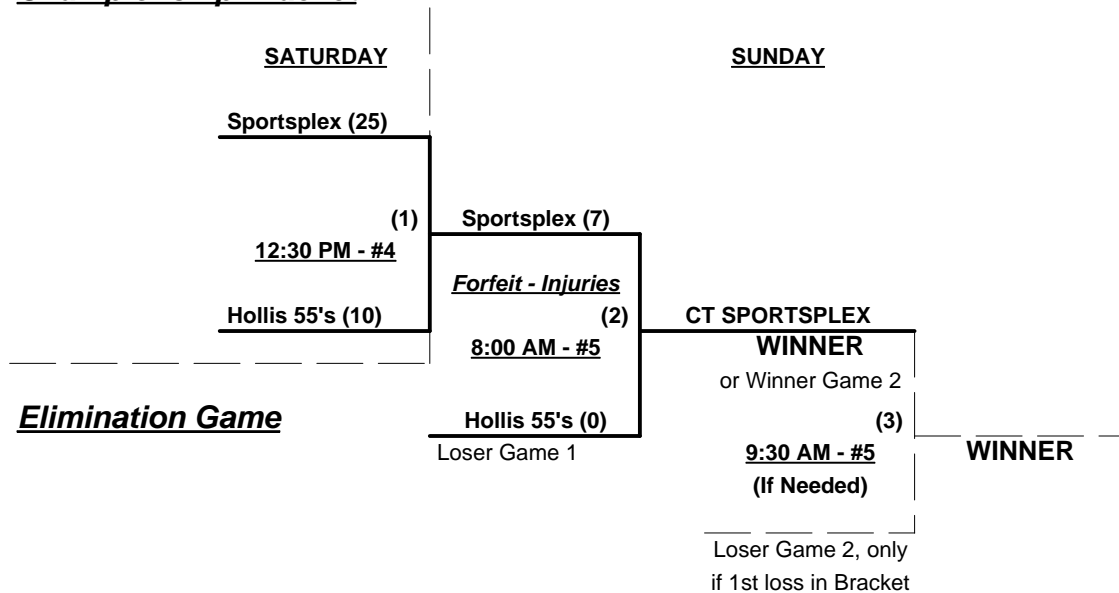 SATURDAY
SUNDAY
Sportsplex (25)
(1)
Sportsplex (7)
12:30 PM - #4
Forfeit - Injuries
Hollis 55's (10)
(2)
CT SPORTSPLEX
8:00 AM - #5
WINNER
or Winner Game 2
Elimination Game
Hollis 55's (0)
(3)
Loser Game 1
9:30 AM - #5
WINNER
(If Needed)
Loser Game 2, only
if 1st loss in Bracket